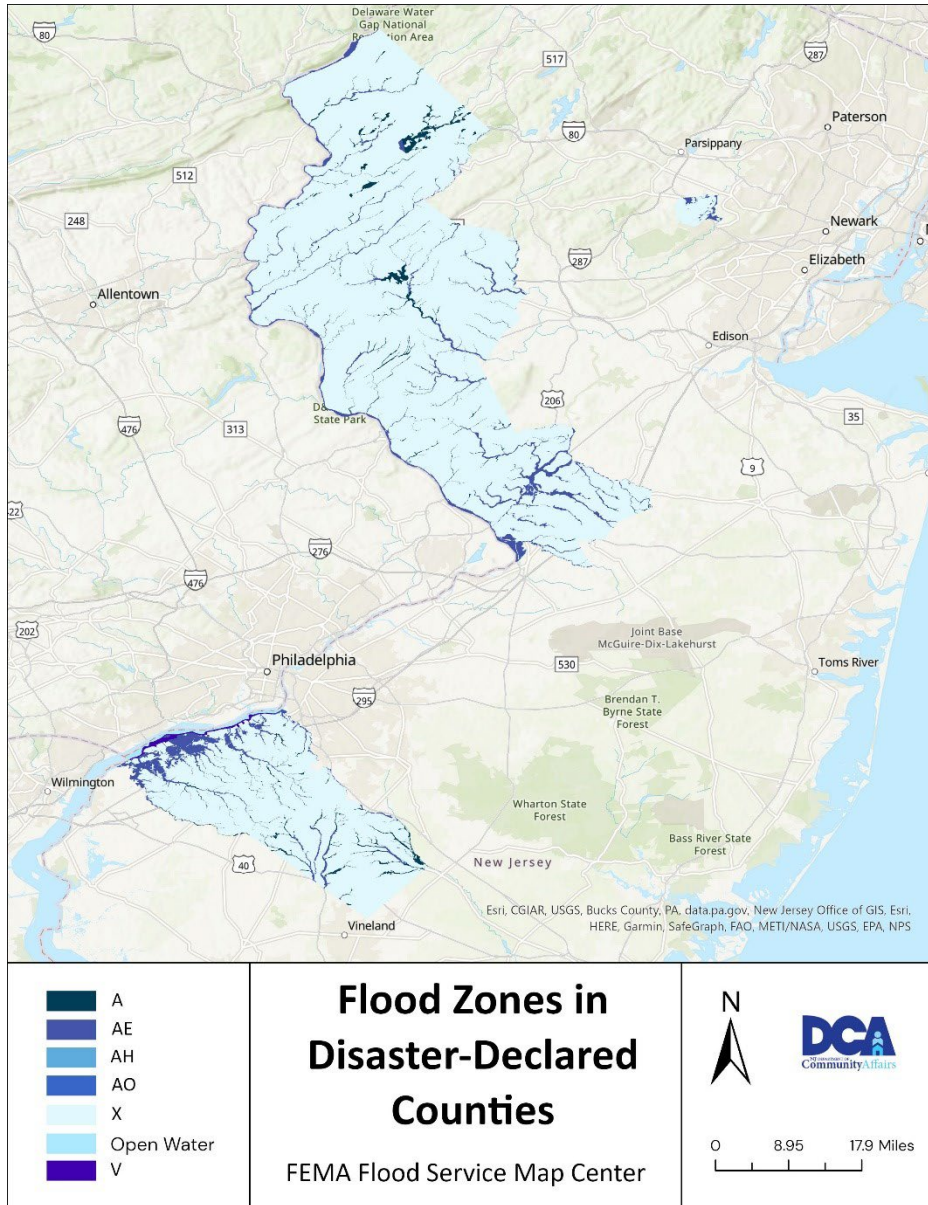 Delaware Water
Gap National
80
517
287
Paterson
80
Parsippany
512
248
Newark
287
Elizabeth
Allentown
Edison
206
State Park
35
476
313
9
22
276
476
202
Joint Base
McGuire-Dix-Lakehurst
530
Toms River
Philadelphia
295
Brendan T.
Byrne State
Forest
Wilmington
Wharton State
Forest
Bass River State
Forest
40
New Jersey
Vineland
Esri, CGIAR, USGS, Bucks County, PA, data.pa.gov, New Jersey Office of GIS, Esri,
HERE, Garmin, SafeGraph, FAO, METI/NASA, USGS, EPA, NPS
A
AE
AH
AO
X
Open Water
V
Flood Zones in
Disaster-Declared
Counties
FEMA Flood Service Map Center
N
DCA
Community Affairs
0 8.95 17.9 Miles